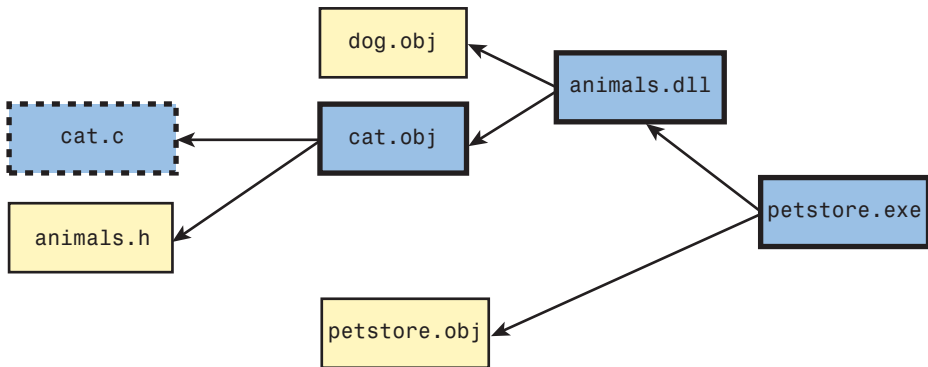 dog.obj
animals.dll
cat.c
cat.obj
petstore.exe
animals.h
petstore.obj